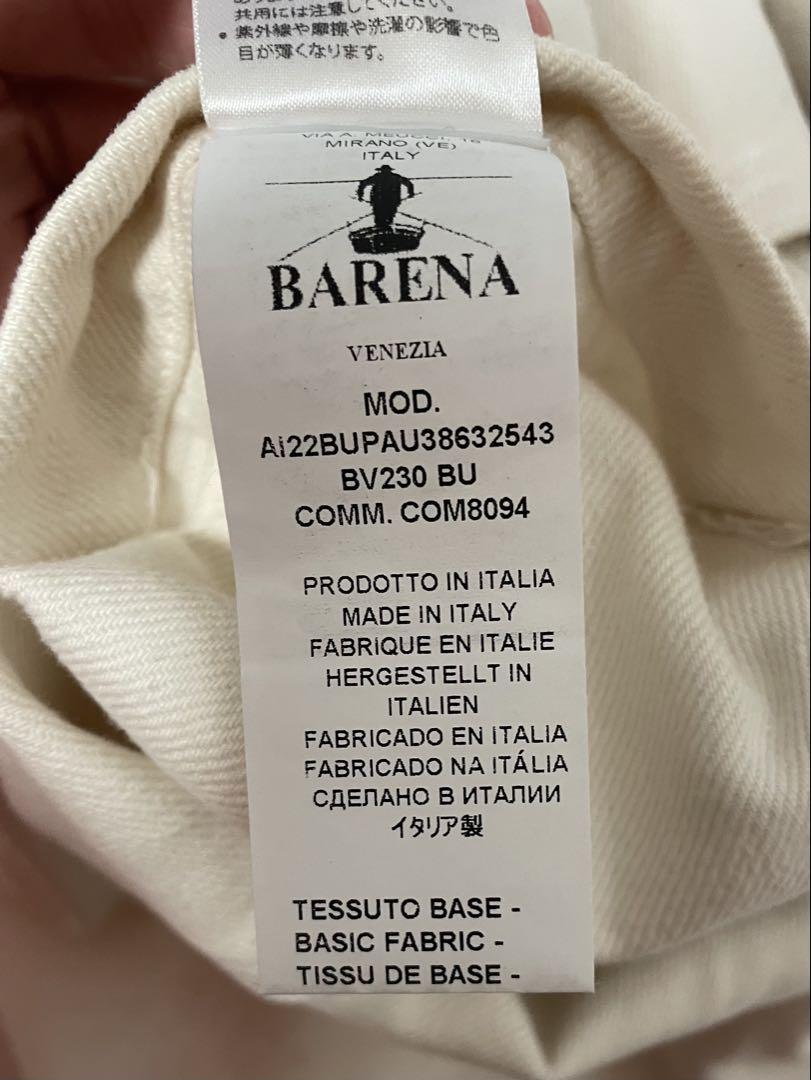 共用には注意してください。
• 紫外線や摩擦や洗濯の影響で色
目が薄くなります。
VIA A. MEUCCI, 16
MIRANO (VE)
ITALY
BARENA
VENEZIA
MOD.
Ai22BUPAU38632543
BV230 BU
COMM. COM8094
PRODOTTO IN ITALIA
MADE IN ITALY
FABRIQUE EN ITALIE
HERGESTELLT IN
ITALIEN
FABRICADO EN ITALIA
FABRICADO NA ITÁLIA
СДЕЛАНО В ИТАЛИИ
イタリア製
TESSUTO BASE -
BASIC FABRIC -
TISSU DE BASE -